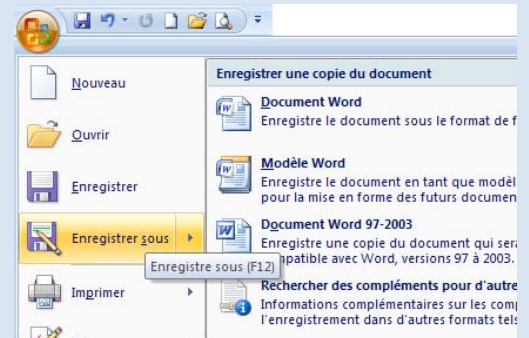 Nouveau
Ouvrir
Enregistrer
Enregistrer sous
Enregistre sous (F12)
Imprimer
Enregistrer une copie du document
Document Word
Enregistre le document sous le format de f
Modèle Word
Enregistre le document en tant que modèl
pour la mise en forme des futurs documen
Document Word 97-2003
Enregistre une copie du document qui sera
patible avec Word, versions 97 à 2003.
Rechercher des compléments pour d'autre
Informations complémentaires sur les comp
l'enregistrement dans d'autres formats tels